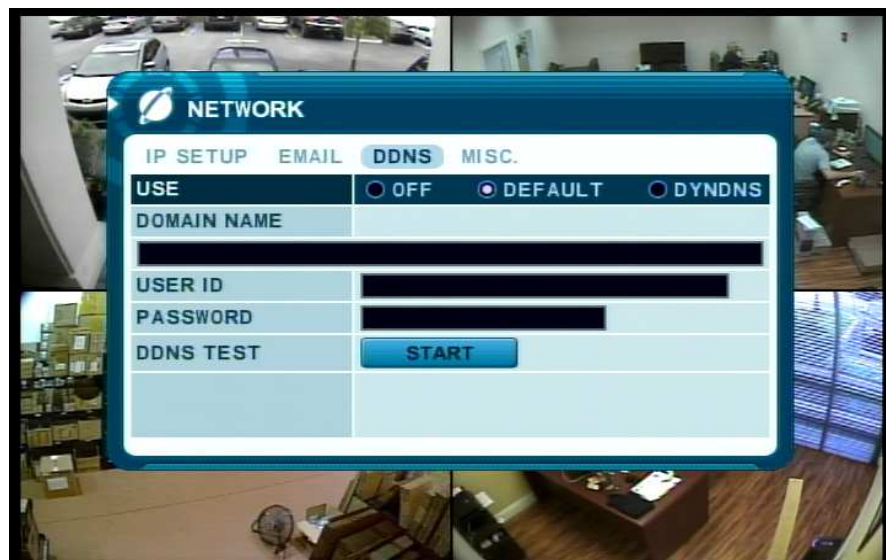 NETWORK
IP SETUP EMAIL DDNS MISC.
USE OFF DEFAULT DYNDNS
DOMAIN NAME
USER ID
PASSWORD
DDNS TEST START